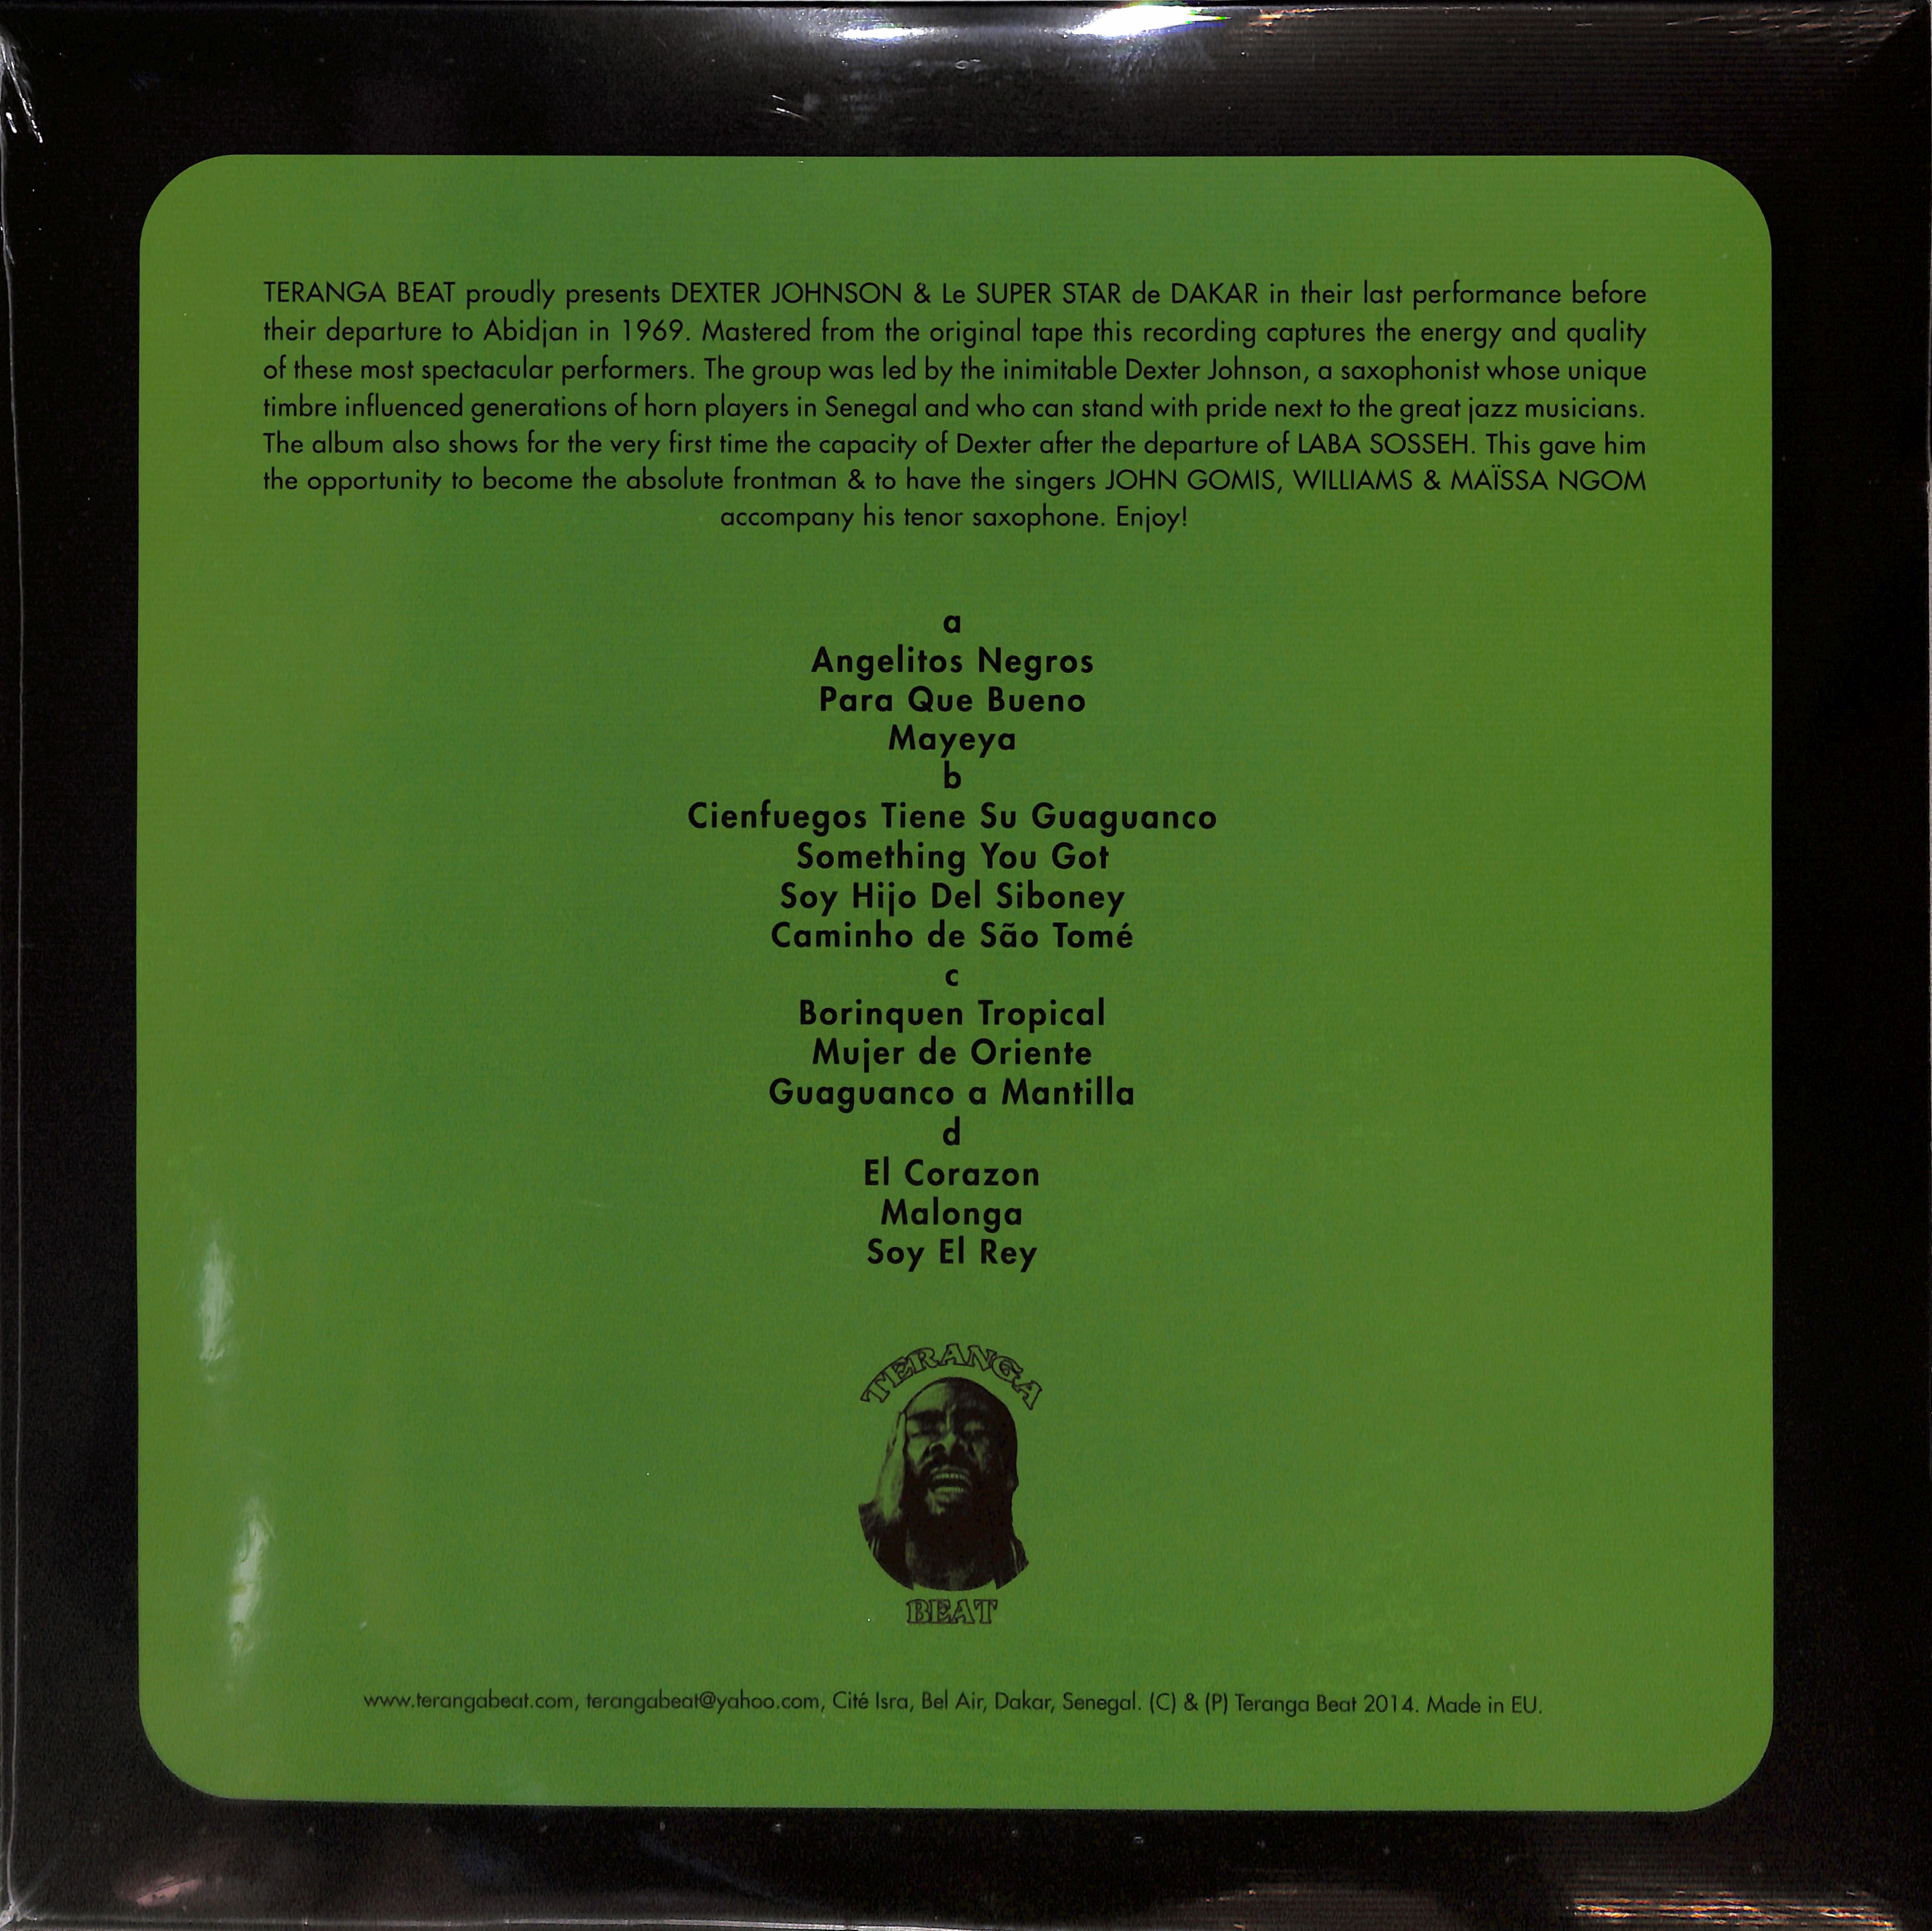 TERANGA BEAT proudly presents DEXTER JOHNSON & Le SUPER STAR de DAKAR in their last performance before
their departure to Abidjan in 1969. Mastered from the original tape this recording captures the energy and quality
of these most spectacular performers. The group was led by the inimitable Dexter Johnson, a saxophonist whose unique
timbre influenced generations of horn players in Senegal and who can stand with pride next to the great jazz musicians.
The album also shows for the very first time the capacity of Dexter after the departure of LABA SOSSEH. This gave him
the opportunity to become the absolute frontman & to have the singers JOHN GOMIS, WILLIAMS & MAÏSSA NGOM
accompany his tenor saxophone. Enjoy!
a
Angelitos Negros
Para Que Bueno
Mayeya
b
Cienfuegos Tiene Su Guaguanco
Something You Got
Soy Hijo Del Siboney
Caminho de São Tomé
c
Borinquen Tropical
Mujer de Oriente
Guaguanco a Mantilla
d
El Corazon
Malonga
Soy El Rey
TERANGA
BEAT
www.terangabeat.com, terangabeat@yahoo.com, Cité Isra, Bel Air, Dakar, Senegal. (C) & (P) Teranga Beat 2014. Made in EU.